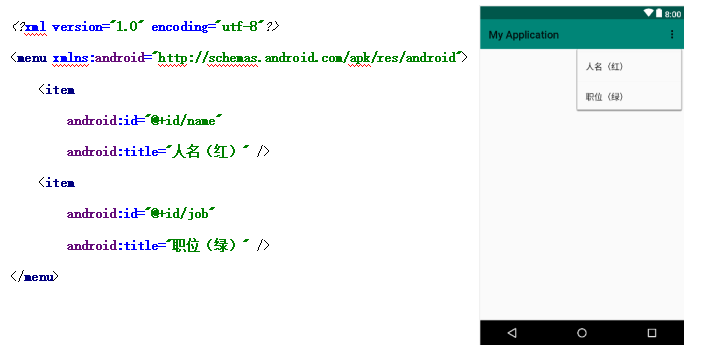 <?xml version="1.0" encoding="utf-8"?>
<menu xmlns:android="http://schemas.android.com/apk/res/android">
<item
android:id="@+id/name"
android:title="人名（红）" />
<item
android:id="@+id/job"
android:title="职位（绿）" />
</menu>
8:00
My Application
人名（红）
职位（绿）